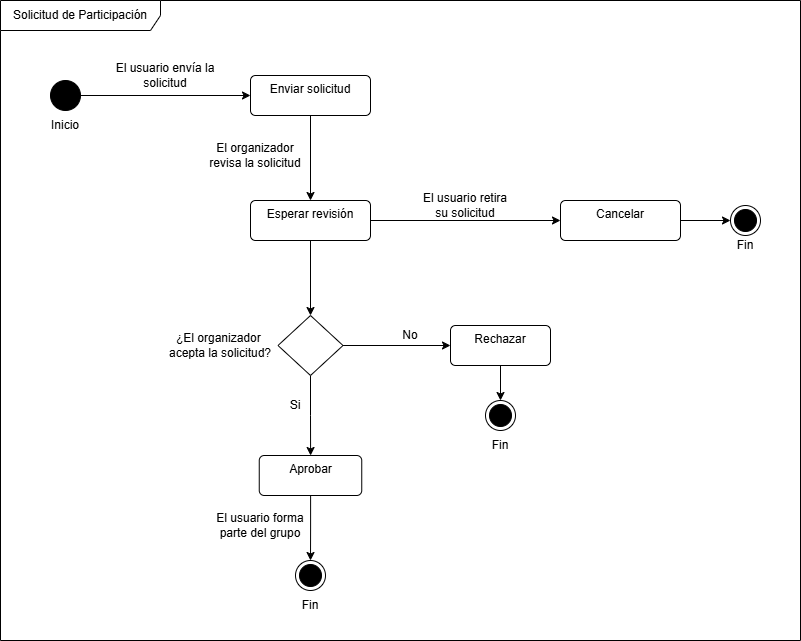 Solicitud de Participación
El usuario envía la
solicitud
Enviar solicitud
Inicio
El organizador
revisa la solicitud
Esperar revisión
El usuario retira
su solicitud
Cancelar
Fin
¿El organizador
acepta la solicitud?
No
Rechazar
Fin
Si
Aprobar
El usuario forma
parte del grupo
Fin